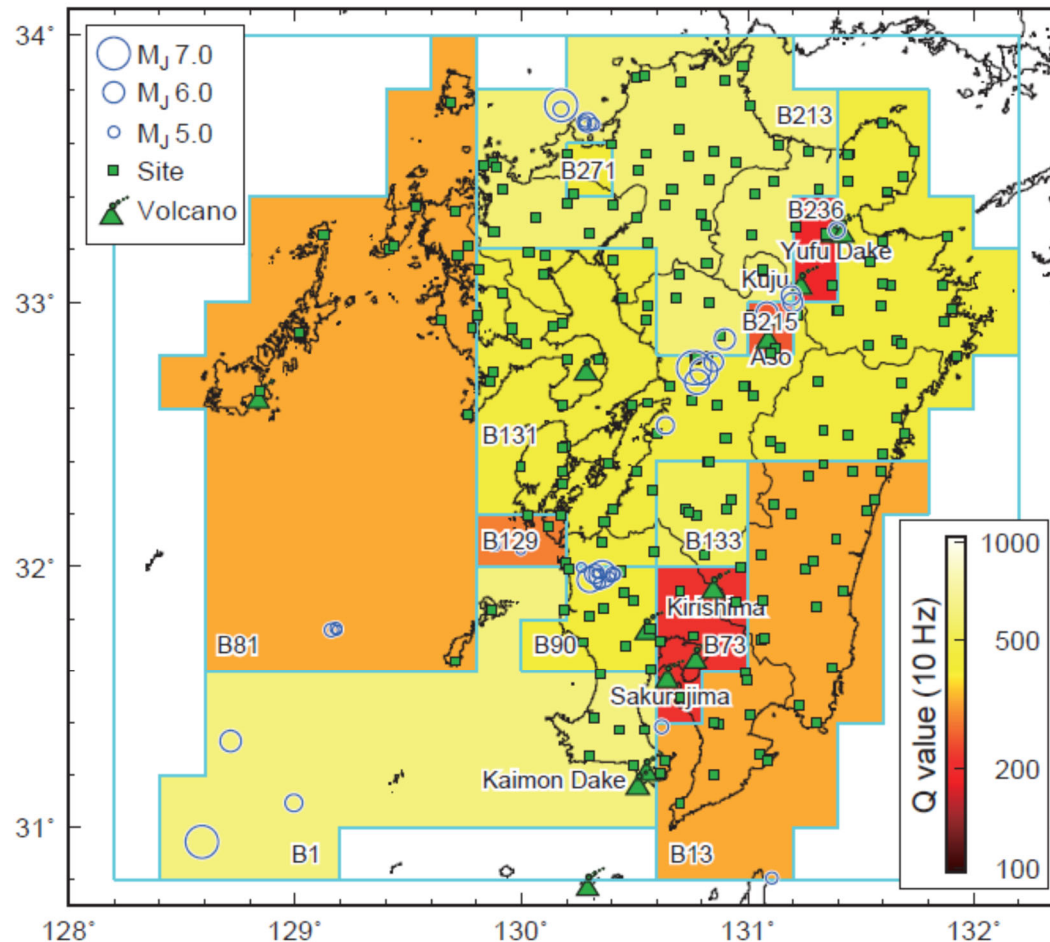 34°
33°
32°
31°
128°
129°
130°
131°
132°
MJ 7.0
MJ 6.0
MJ 5.0
Site
Volcano
B213
B271
B236
Yufu Dake
Kuju
B215
Aso
B131
B129
B133
Kirishima
B81
B90
B73
Sakurajima
Kaimon Dake
B1
B13
Q value (10 Hz)
1000
500
200
100